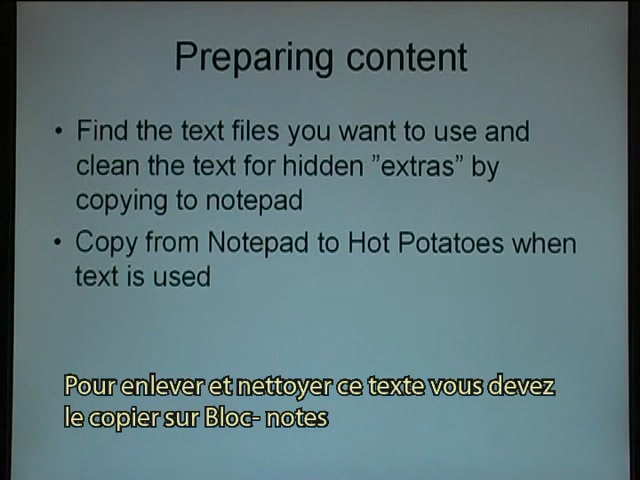 Preparing content
• Find the text files you want to use and
clean the text for hidden ”extras” by
copying to notepad
• Copy from Notepad to Hot Potatoes when
text is used
Pour enlever et nettoyer ce texte vous devez
le copier sur Bloc- notes